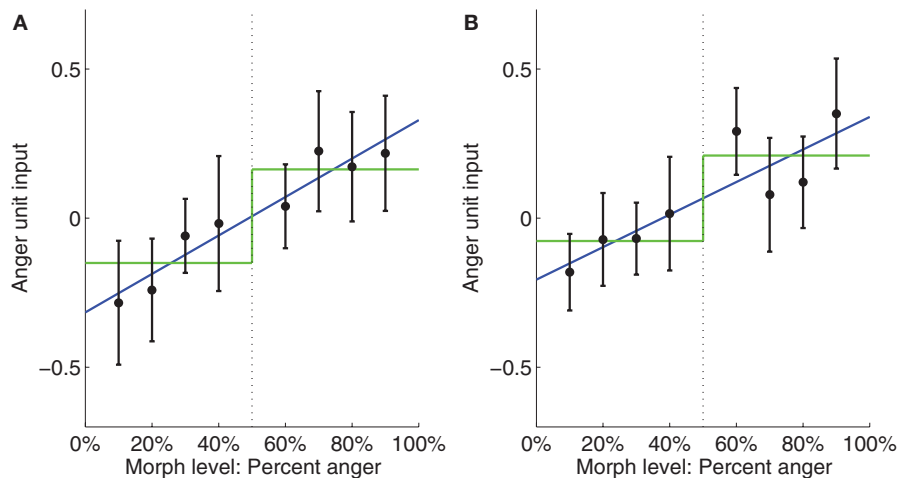 A
Anger unit input
0.5
0
−0.5
0% 20% 40% 60% 80% 100%
Morph level: Percent anger
B
Anger unit input
0.5
0
−0.5
0% 20% 40% 60% 80% 100%
Morph level: Percent anger